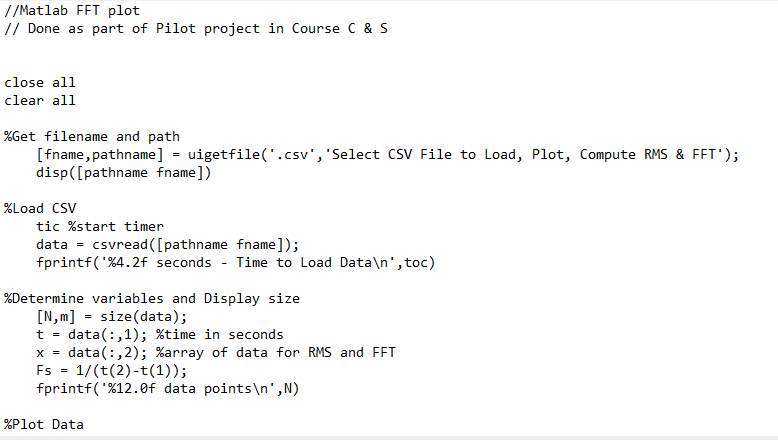 //Matlab FFT plot
// Done as part of Pilot project in Course C & S
close all
clear all
%Get filename and path
[fname,pathname] = uigetfile('.csv','Select CSV File to Load, Plot, Compute RMS & FFT');
disp([pathname fname])
%Load CSV
tic %start timer
data = csvread([pathname fname]);
fprintf('%4.2f seconds - Time to Load Data\n',toc)
%Determine variables and Display size
[N,m] = size(data);
t = data(:,1); %time in seconds
x = data(:,2); %array of data for RMS and FFT
Fs = 1/(t(2)-t(1));
fprintf('%12.0f data points\n',N)
%Plot Data